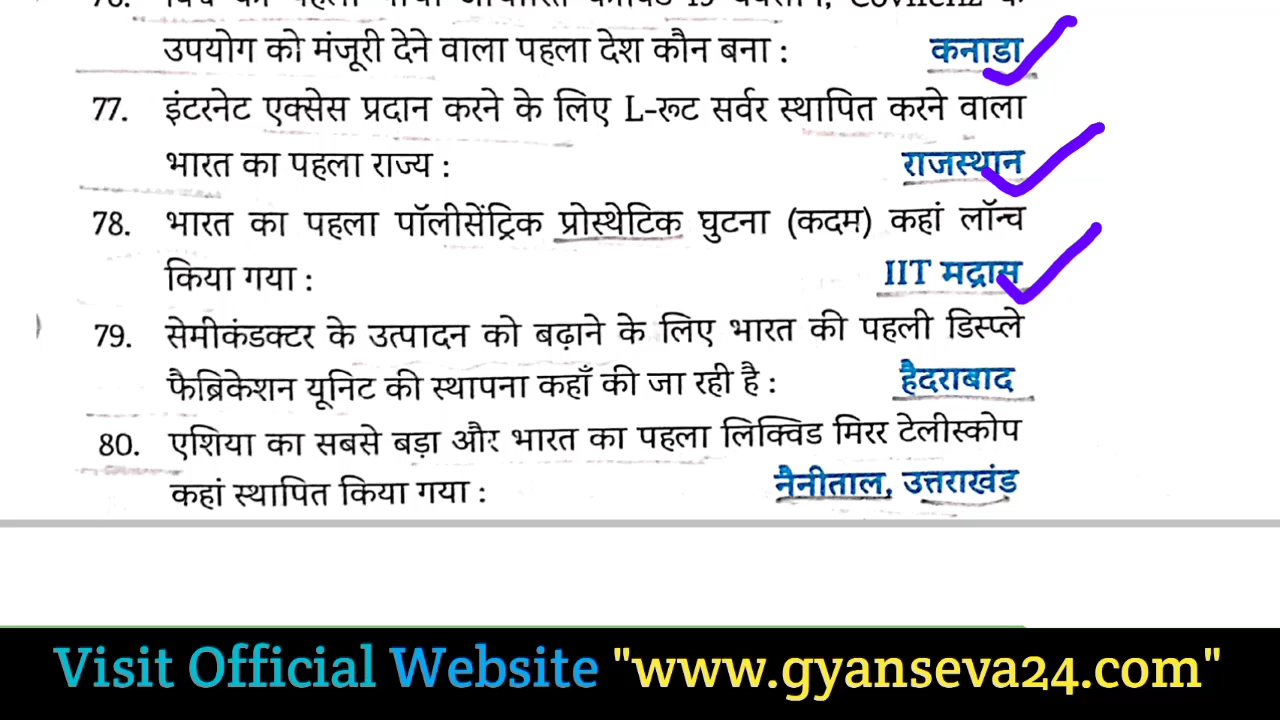 उपयोग को मंजूरी देने वाला पहला देश कौन बना : कनाडा
77. इंटरनेट एक्सेस प्रदान करने के लिए L-रूट सर्वर स्थापित करने वाला
भारत का पहला राज्य : राजस्थान
78. भारत का पहला पॉलीसेंट्रिक प्रोस्थेटिक घुटना (कदम) कहां लॉन्च
किया गया : IIT मद्रास
79. सेमीकंडक्टर के उत्पादन को बढ़ाने के लिए भारत की पहली डिस्प्ले
फैब्रिकेशन यूनिट की स्थापना कहाँ की जा रही है : हैदराबाद
80. एशिया का सबसे बड़ा और भारत का पहला लिक्विड मिरर टेलीस्कोप
कहां स्थापित किया गया : नैनीताल, उत्तराखंड
Visit Official Website "www.gyanseva24.com"